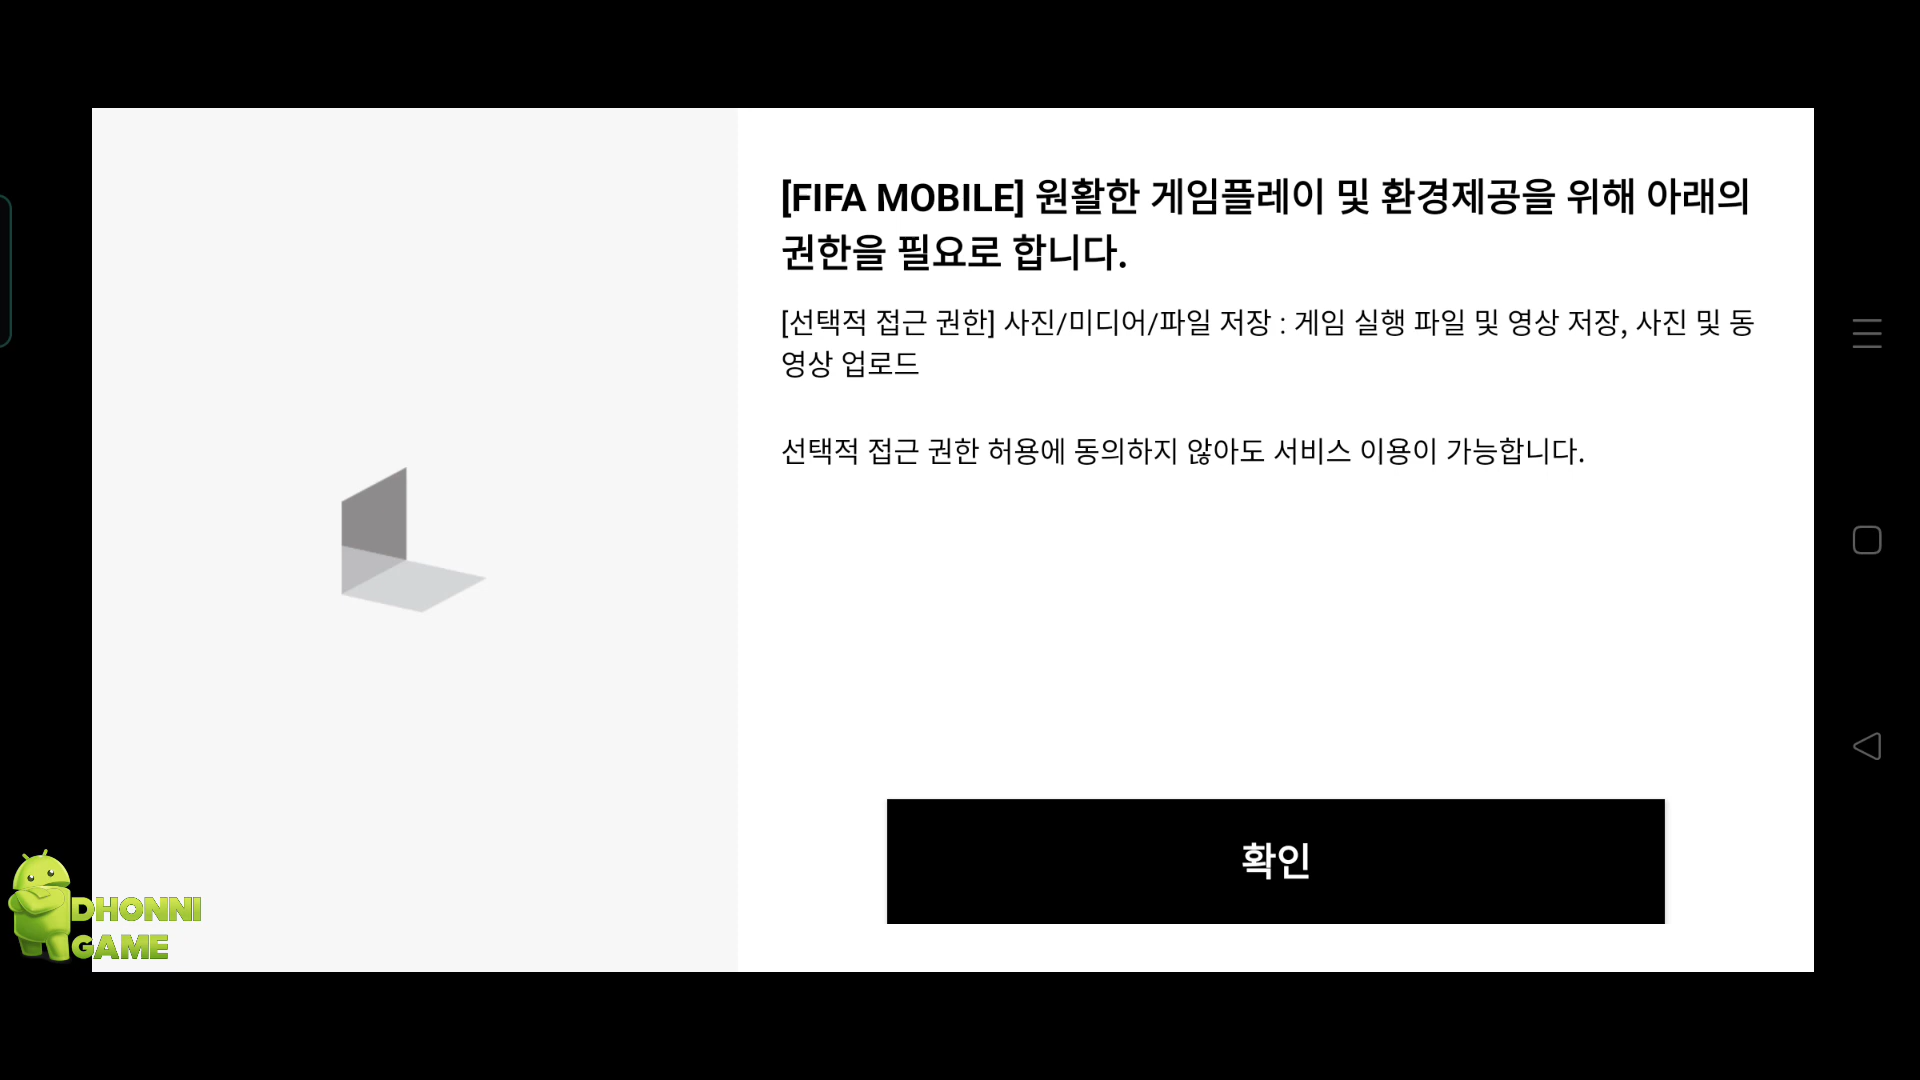 [FIFA MOBILE] 원활한 게임플레이 및 환경제공을 위해 아래의
권한을 필요로 합니다.
[선택적 접근 권한] 사진/미디어/파일 저장 : 게임 실행 파일 및 영상 저장, 사진 및 동
영상 업로드
선택적 접근 권한 허용에 동의하지 않아도 서비스 이용이 가능합니다.
확인
DHONNI
GAME